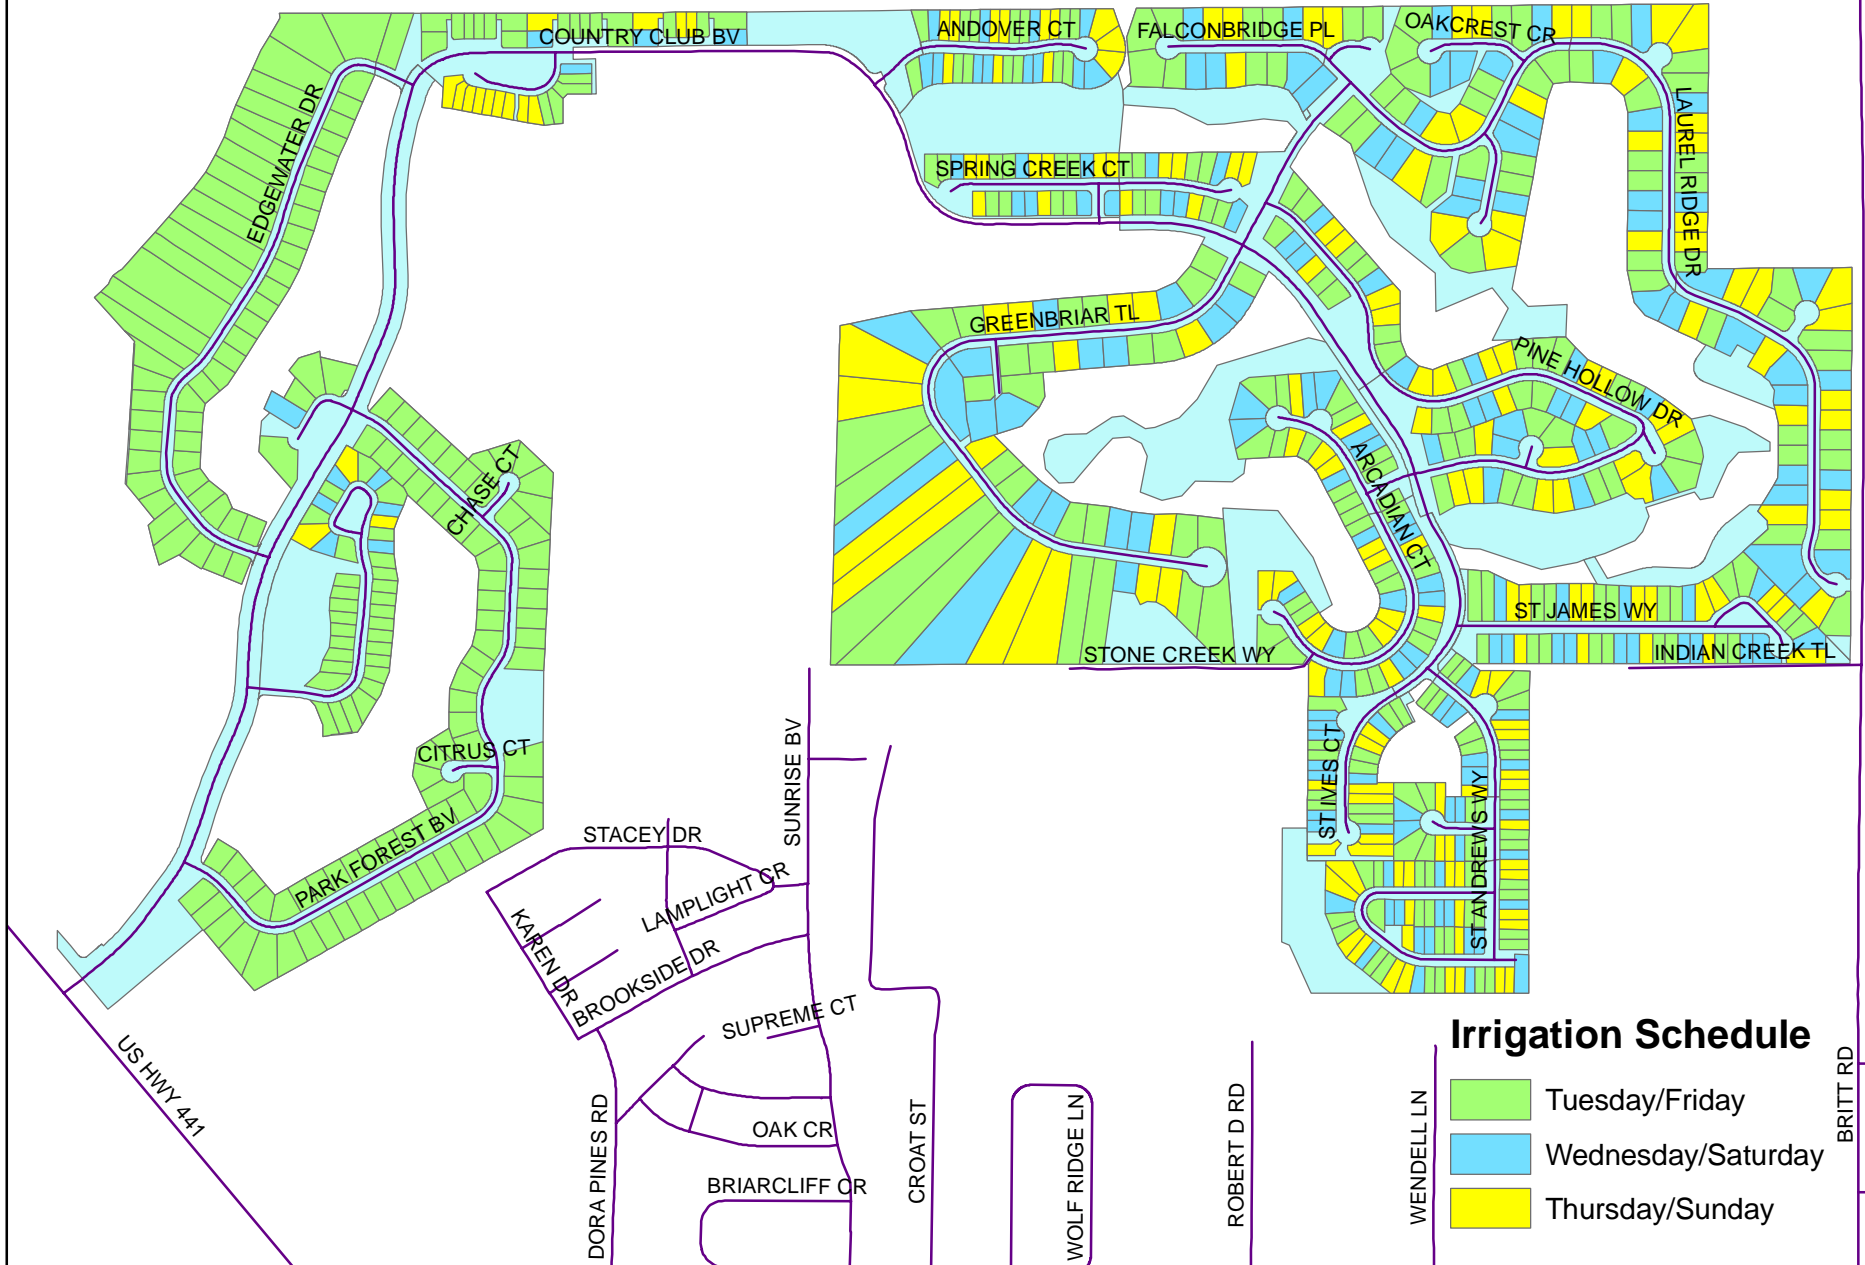 COUNTRY CLUB BV
ANDOVER CT
FALCONBRIDGE PL
OAKCREST CR
EDGEWATER DR
LAUREL RIDGE DR
SPRING CREEK CT
GREENBRIAR TL
PINE HOLLOW DR
CHASE CT
ARCADIAN CT
ST JAMES WY
STONE CREEK WY
INDIAN CREEK TL
CITRUS CT
SUNRISE BV
ST IVES CT
ST ANDREWS WY
PARK FOREST BV
STACEY DR
LAMPLIGHT CR
KAREN DR
BROOKSIDE DR
SUPREME CT
US HWY 441
DORA PINES RD
OAK CR
BRIARCLIFF CR
CROAT ST
WOLF RIDGE LN
ROBERT D RD
WENDELL LN
BRITT RD
Irrigation Schedule
Tuesday/Friday
Wednesday/Saturday
Thursday/Sunday